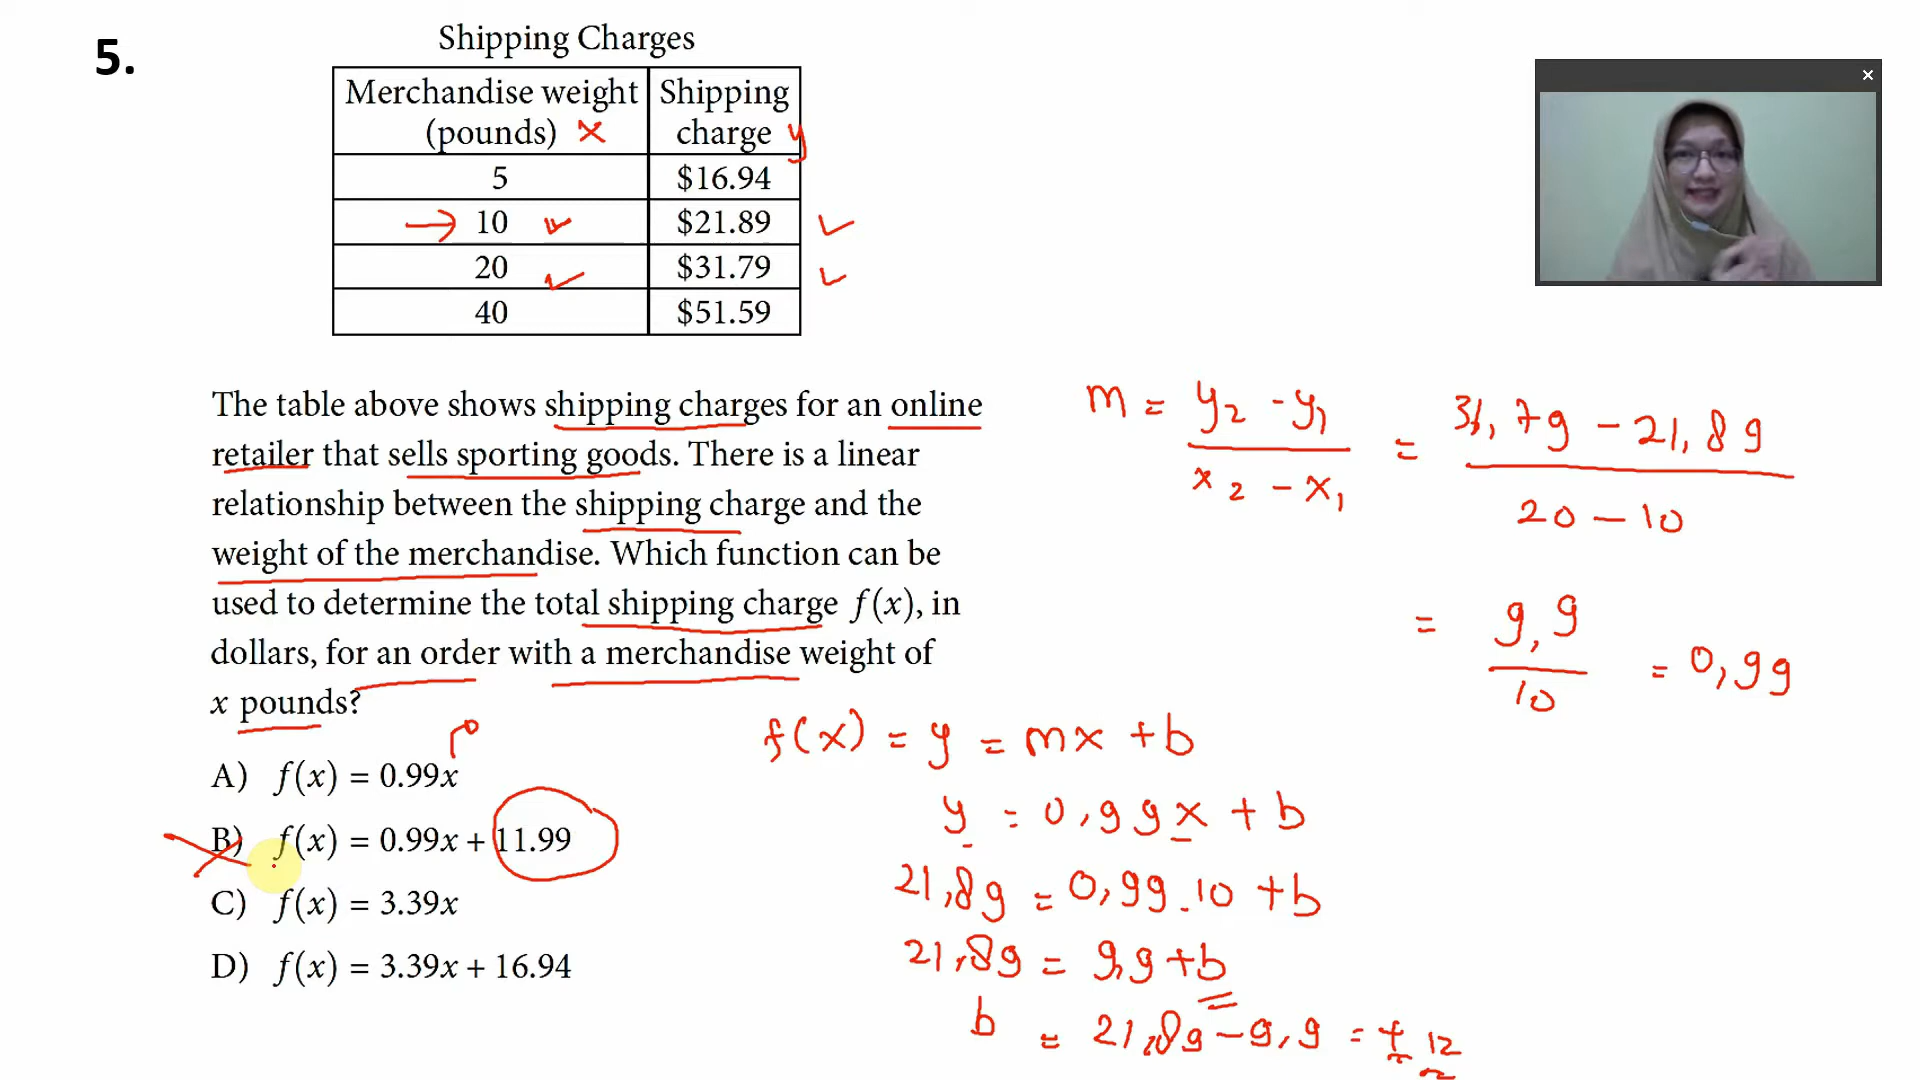 5.
Shipping Charges
Merchandise weight (pounds) x
Shipping charge y
5 $16.94
→ 10 $21.89
20 $31.79
40 $51.59
The table above shows shipping charges for an online
retailer that sells sporting goods. There is a linear
relationship between the shipping charge and the
weight of the merchandise. Which function can be
used to determine the total shipping charge f(x), in
dollars, for an order with a merchandise weight of
x pounds?
A) f(x) = 0.99x
B) f(x) = 0.99x + 11.99
C) f(x) = 3.39x
D) f(x) = 3.39x + 16.94
m = y2 - y1 / x2 - x1 = 31,79 - 21,89 / 20 - 10
= 9,9 / 10 = 0,99
f(x) = y = mx + b
y = 0,99x + b
21,89 = 0,99 . 10 + b
21,89 = 9,9 + b
b = 21,89 - 9,9 = + 12